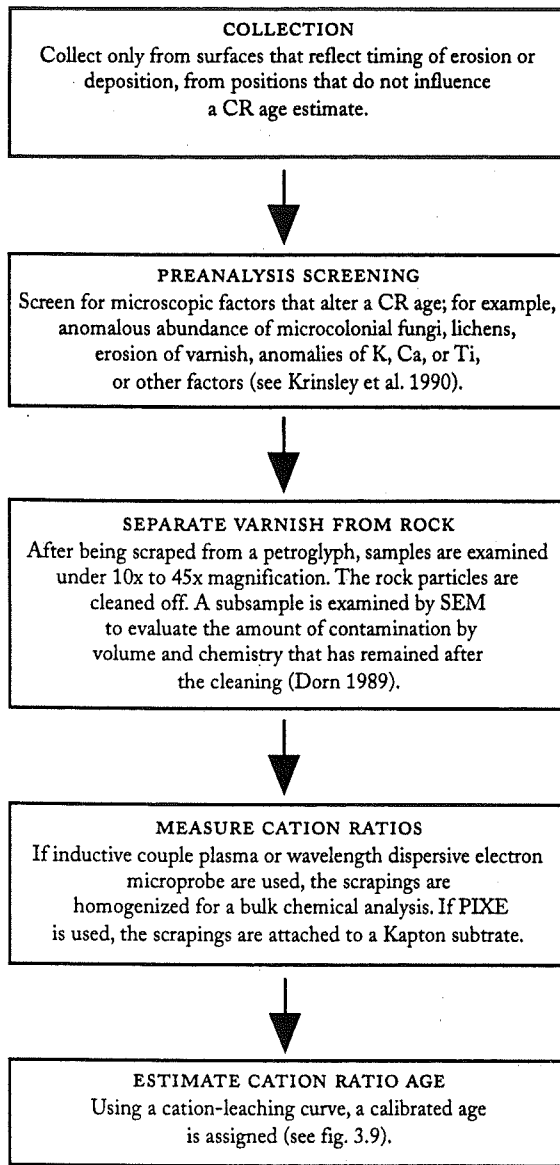 COLLECTION
Collect only from surfaces that reflect timing of erosion or
deposition, from positions that do not influence
a CR age estimate.
PREANALYSIS SCREENING
Screen for microscopic factors that alter a CR age; for example,
anomalous abundance of microcolonial fungi, lichens,
erosion of varnish, anomalies of K, Ca, or Ti,
or other factors (see Krinsley et al. 1990).
SEPARATE VARNISH FROM ROCK
After being scraped from a petroglyph, samples are examined
under 10x to 45x magnification. The rock particles are
cleaned off. A subsample is examined by SEM
to evaluate the amount of contamination by
volume and chemistry that has remained after
the cleaning (Dorn 1989).
MEASURE CATION RATIOS
If inductive couple plasma or wavelength dispersive electron
microprobe are used, the scrapings are
homogenized for a bulk chemical analysis. If PIXE
is used, the scrapings are attached to a Kapton subtrate.
ESTIMATE CATION RATIO AGE
Using a cation-leaching curve, a calibrated age
is assigned (see fig. 3.9).